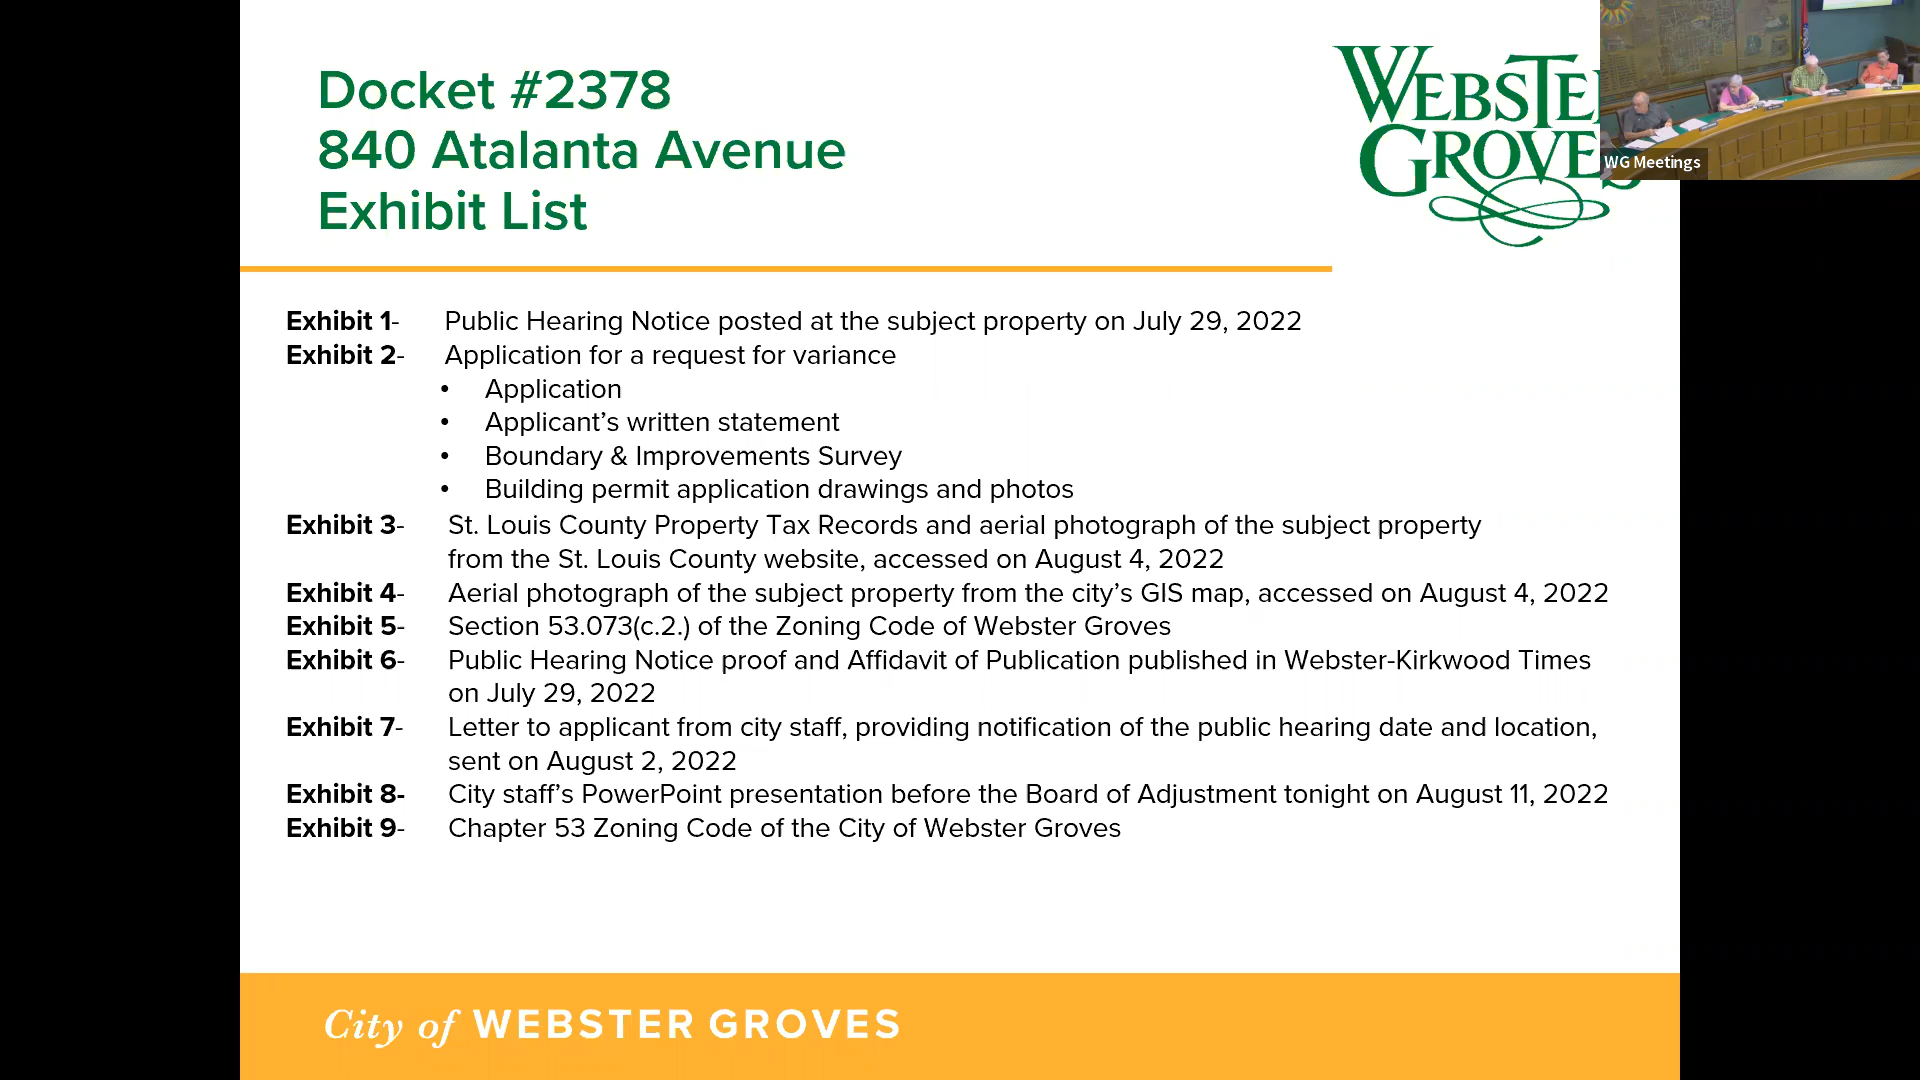 Docket #2378
840 Atalanta Avenue
Exhibit List
WEBSTE
GROVES
WG Meetings
Exhibit 1- Public Hearing Notice posted at the subject property on July 29, 2022
Exhibit 2- Application for a request for variance
• Application
• Applicant’s written statement
• Boundary & Improvements Survey
• Building permit application drawings and photos
Exhibit 3- St. Louis County Property Tax Records and aerial photograph of the subject property
from the St. Louis County website, accessed on August 4, 2022
Exhibit 4- Aerial photograph of the subject property from the city’s GIS map, accessed on August 4, 2022
Exhibit 5- Section 53.073(c.2.) of the Zoning Code of Webster Groves
Exhibit 6- Public Hearing Notice proof and Affidavit of Publication published in Webster-Kirkwood Times
on July 29, 2022
Exhibit 7- Letter to applicant from city staff, providing notification of the public hearing date and location,
sent on August 2, 2022
Exhibit 8- City staff’s PowerPoint presentation before the Board of Adjustment tonight on August 11, 2022
Exhibit 9- Chapter 53 Zoning Code of the City of Webster Groves
City of WEBSTER GROVES